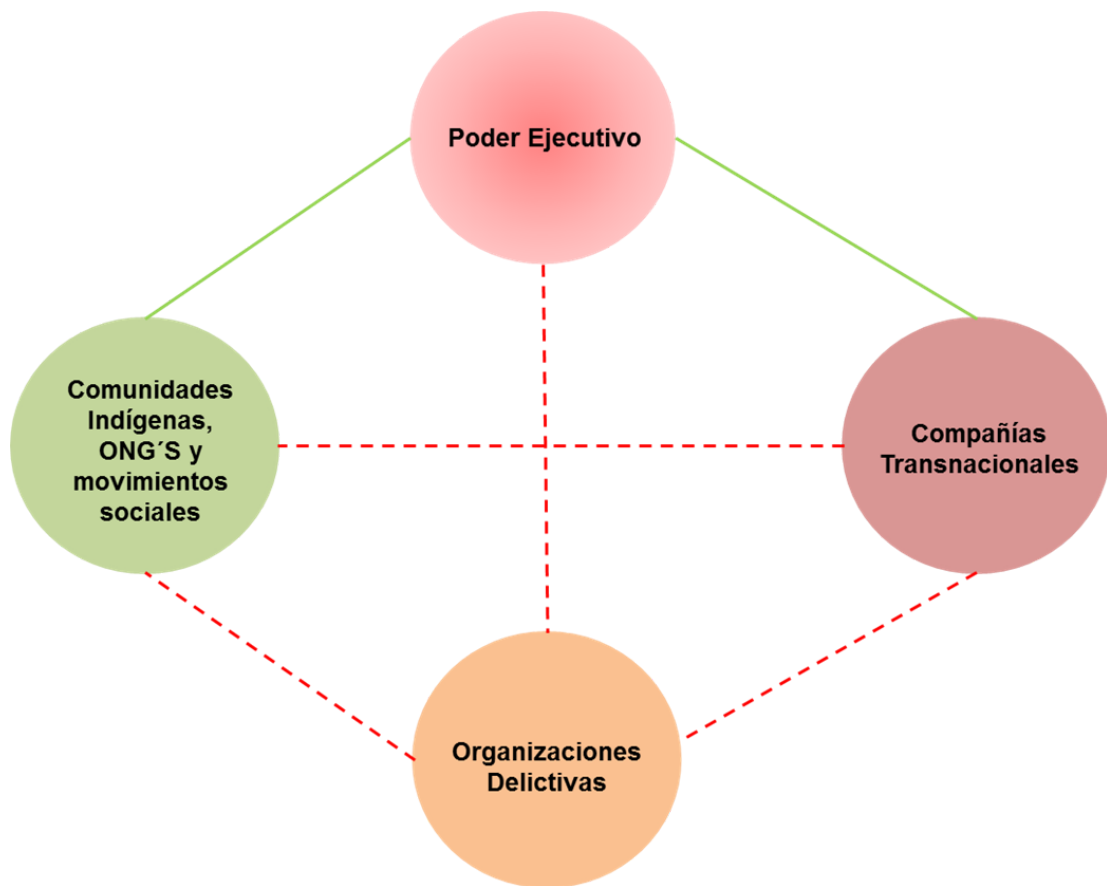 Poder Ejecutivo
Comunidades
Indígenas,
ONG´S y
movimientos
sociales
Compañías
Transnacionales
Organizaciones
Delictivas